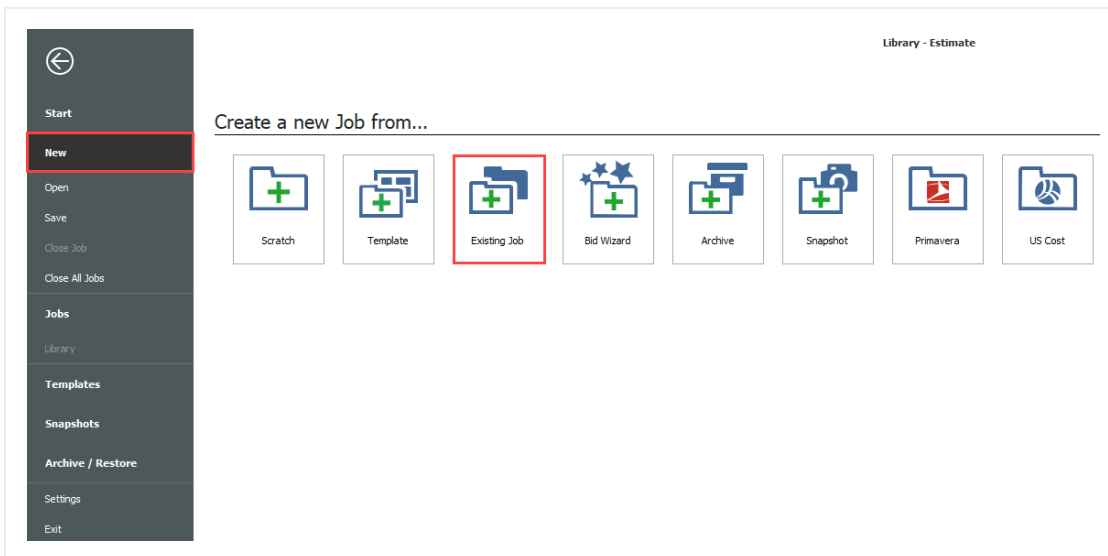 Library - Estimate
Start
New
Open
Save
Close Job
Close All Jobs
Jobs
Library
Templates
Snapshots
Archive / Restore
Settings
Exit
Create a new Job from...
Scratch
Template
Existing Job
Bid Wizard
Archive
Snapshot
Primavera
US Cost